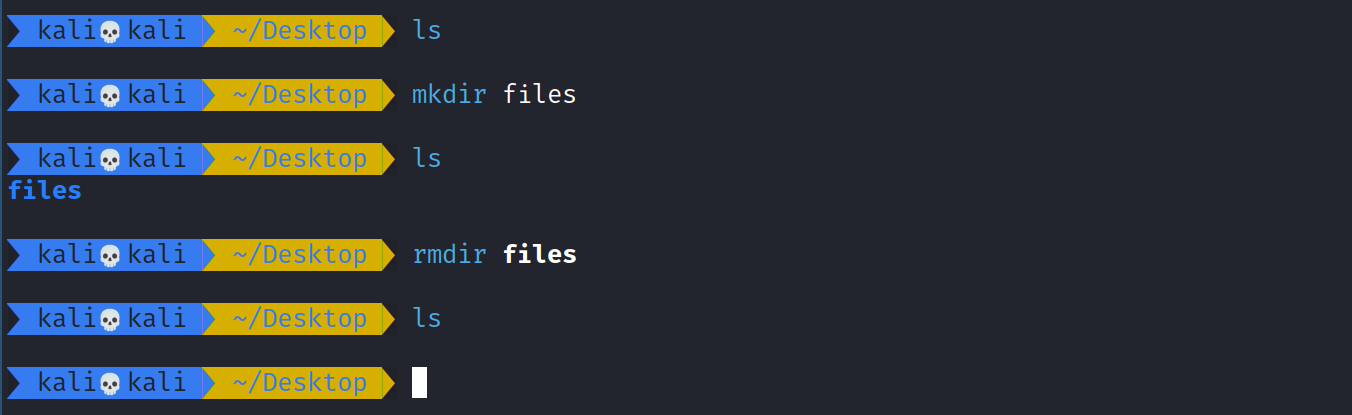 kali💀kali ~/Desktop ls
kali💀kali ~/Desktop mkdir files
kali💀kali ~/Desktop ls
files
kali💀kali ~/Desktop rmdir files
kali💀kali ~/Desktop ls
kali💀kali ~/Desktop